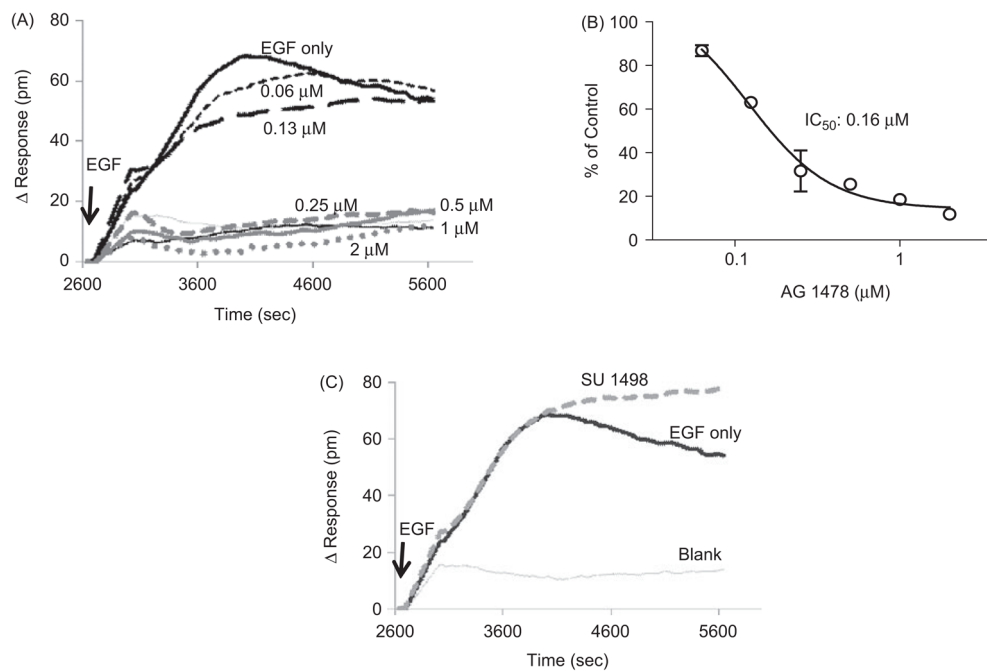 (A)
80
60
40
20
0
Δ Response (pm)
EGF
EGF only
0.06 μM
0.13 μM
0.25 μM
0.5 μM
1 μM
2 μM
2600 3600 4600 5600
Time (sec)
(B)
100
80
60
40
20
0
% of Control
IC50: 0.16 μM
0.1 1
AG 1478 (μM)
(C)
80
60
40
20
0
Δ Response (pm)
SU 1498
EGF only
EGF
Blank
2600 3600 4600 5600
Time (sec)